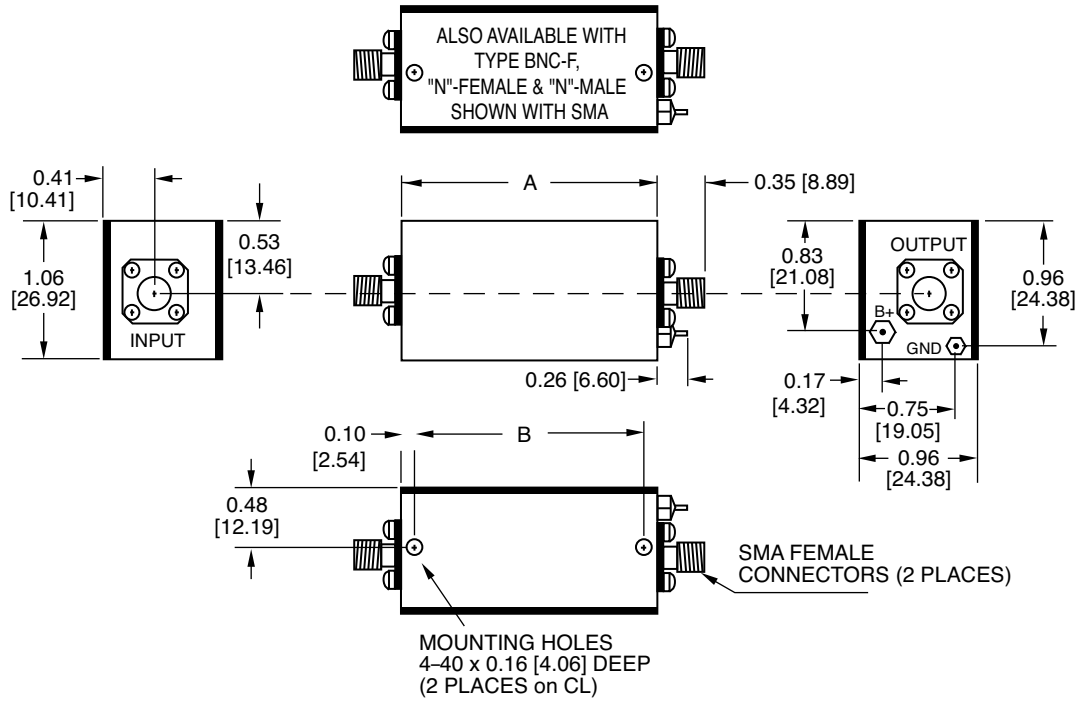 ALSO AVAILABLE WITH
TYPE BNC-F,
"N"-FEMALE & "N"-MALE
SHOWN WITH SMA
0.41
[10.41]
0.53
[13.46]
1.06
[26.92]
INPUT
A
0.35 [8.89]
0.26 [6.60]
0.83
[21.08]
OUTPUT
0.96
[24.38]
B+
GND
0.17
[4.32]
0.75
[19.05]
0.96
[24.38]
0.10
[2.54]
B
0.48
[12.19]
SMA FEMALE
CONNECTORS (2 PLACES)
MOUNTING HOLES
4–40 x 0.16 [4.06] DEEP
(2 PLACES on CL)